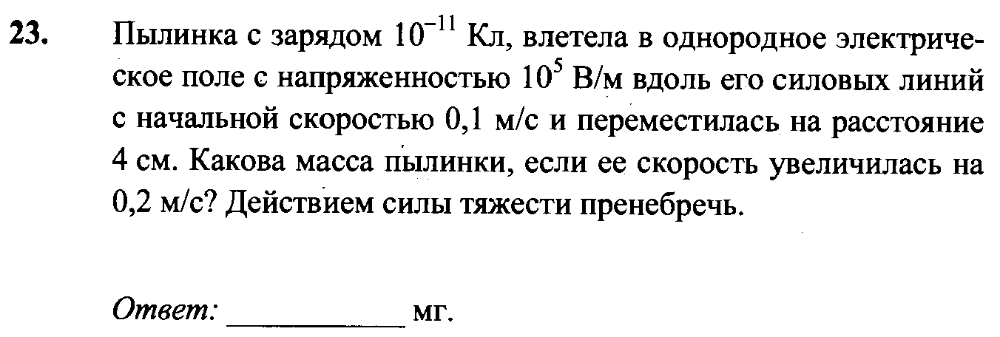 23. Пылинка с зарядом 10⁻¹¹ Кл, влетела в однородное электриче-
ское поле с напряженностью 10⁵ В/м вдоль его силовых линий
с начальной скоростью 0,1 м/с и переместилась на расстояние
4 см. Какова масса пылинки, если ее скорость увеличилась на
0,2 м/с? Действием силы тяжести пренебречь.
Ответ: __________ мг.